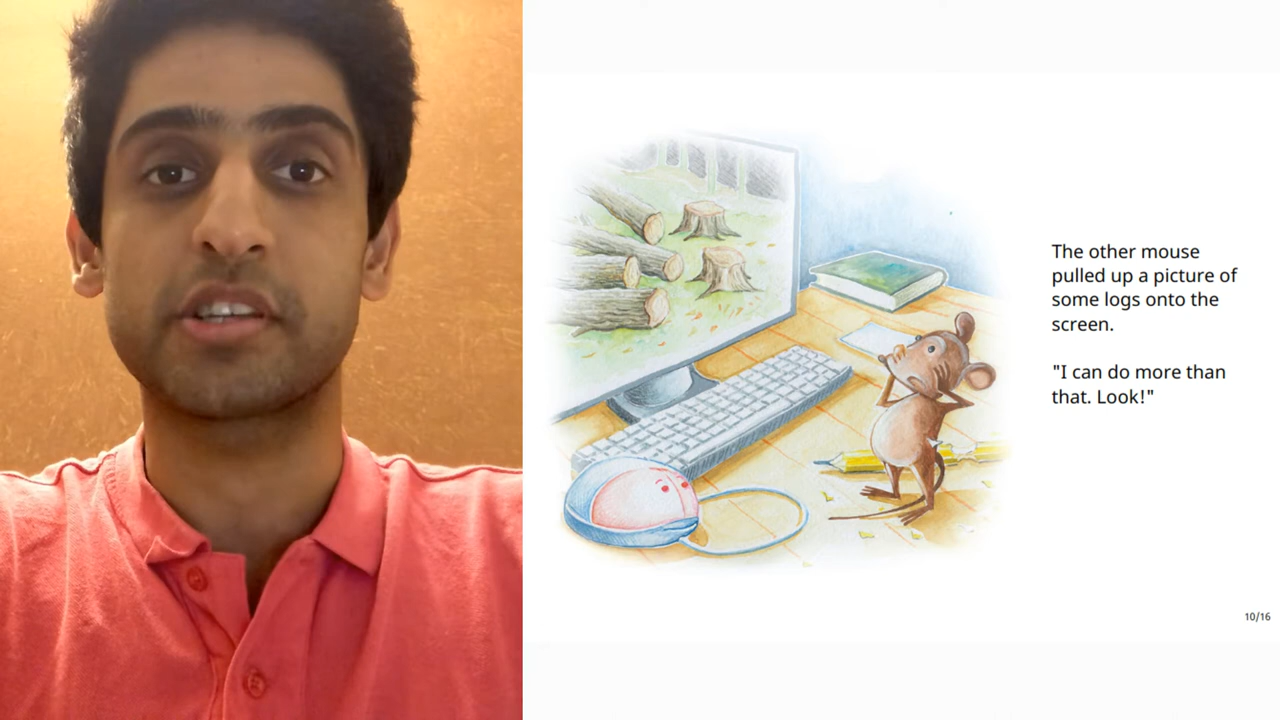 The other mouse
pulled up a picture of
some logs onto the
screen.
"I can do more than
that. Look!"
10/16